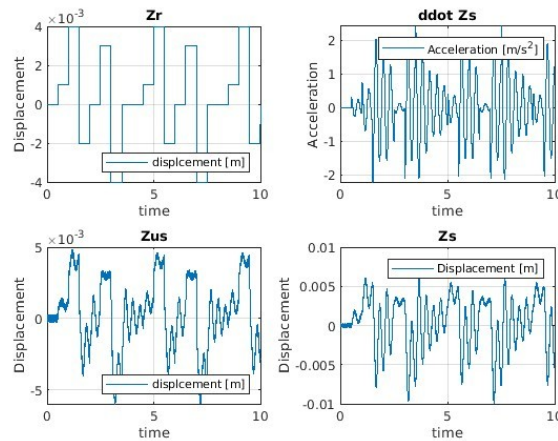 Zr
×10-3
Displacement
4
2
0
-2
-4
displcement [m]
0
5
10
time
ddot Zs
Acceleration
2
1
0
-1
-2
Acceleration [m/s2]
0
5
10
time
Zus
×10-3
Displacement
5
0
-5
displcement [m]
0
5
10
time
Zs
Displacement
0.01
0.005
0
-0.005
-0.01
Displacement [m]
0
5
10
time